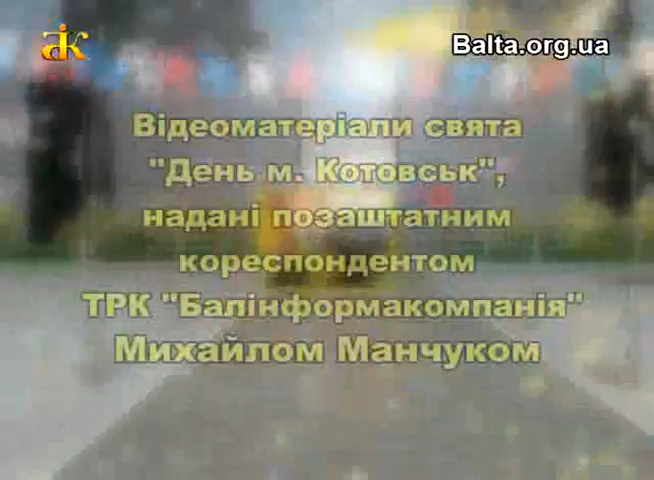 Balta.org.ua
Відеоматеріали свята
"День м. Котовськ",
надані позаштатним
кореспондентом
ТРК "Балінформакомпанія"
Михайлом Манчуком